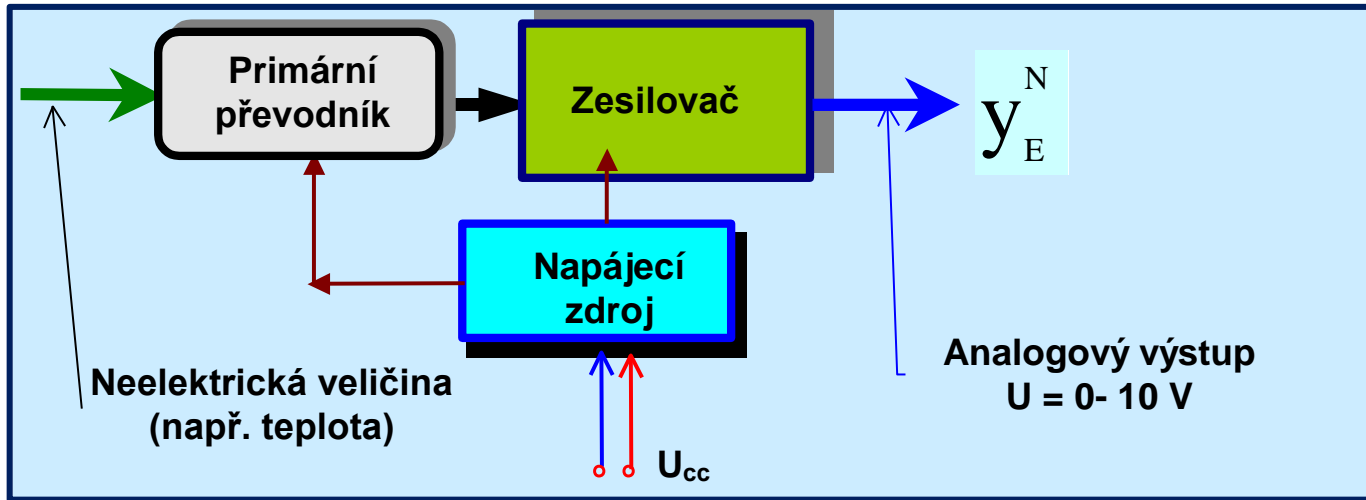 Primární
převodník
Zesilovač
y N E
Napájecí
zdroj
Neelektrická veličina
(např. teplota)
Analogový výstup
U = 0- 10 V
Ucc